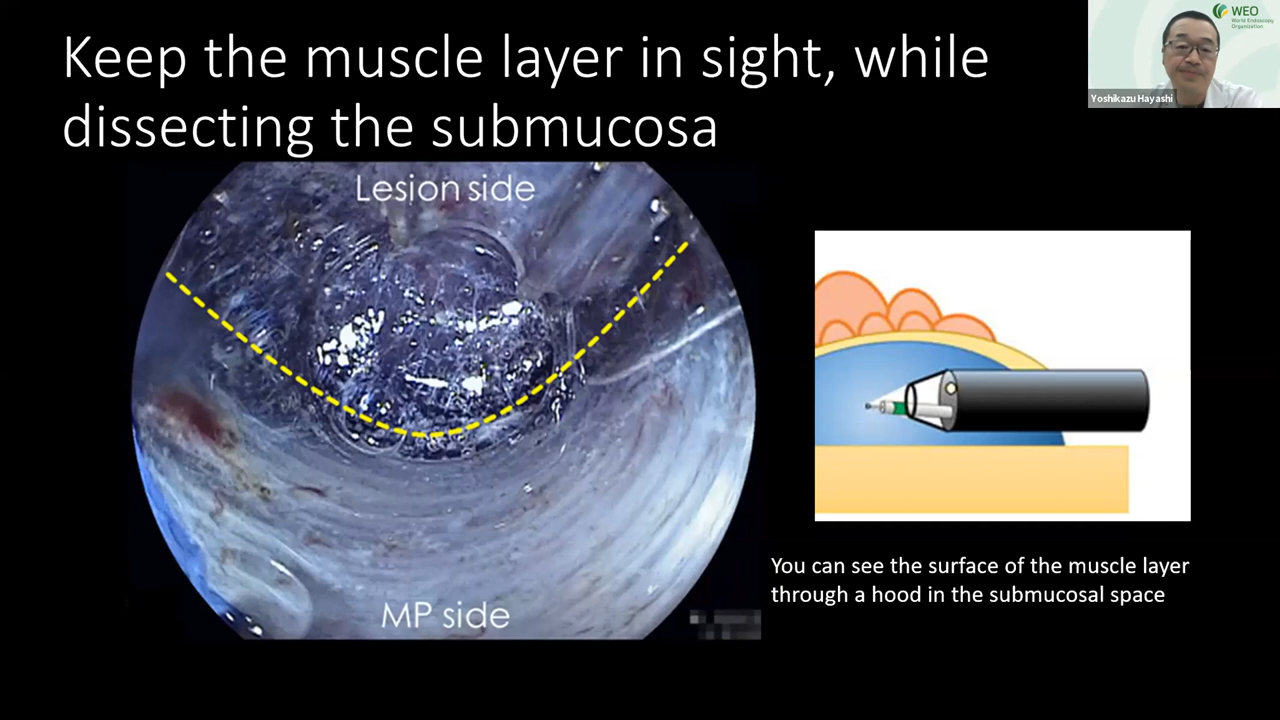 Keep the muscle layer in sight, while
dissecting the submucosa
WEO
World Endoscopy
Organization
Yoshikazu Hayashi
Lesion side
MP side
You can see the surface of the muscle layer
through a hood in the submucosal space